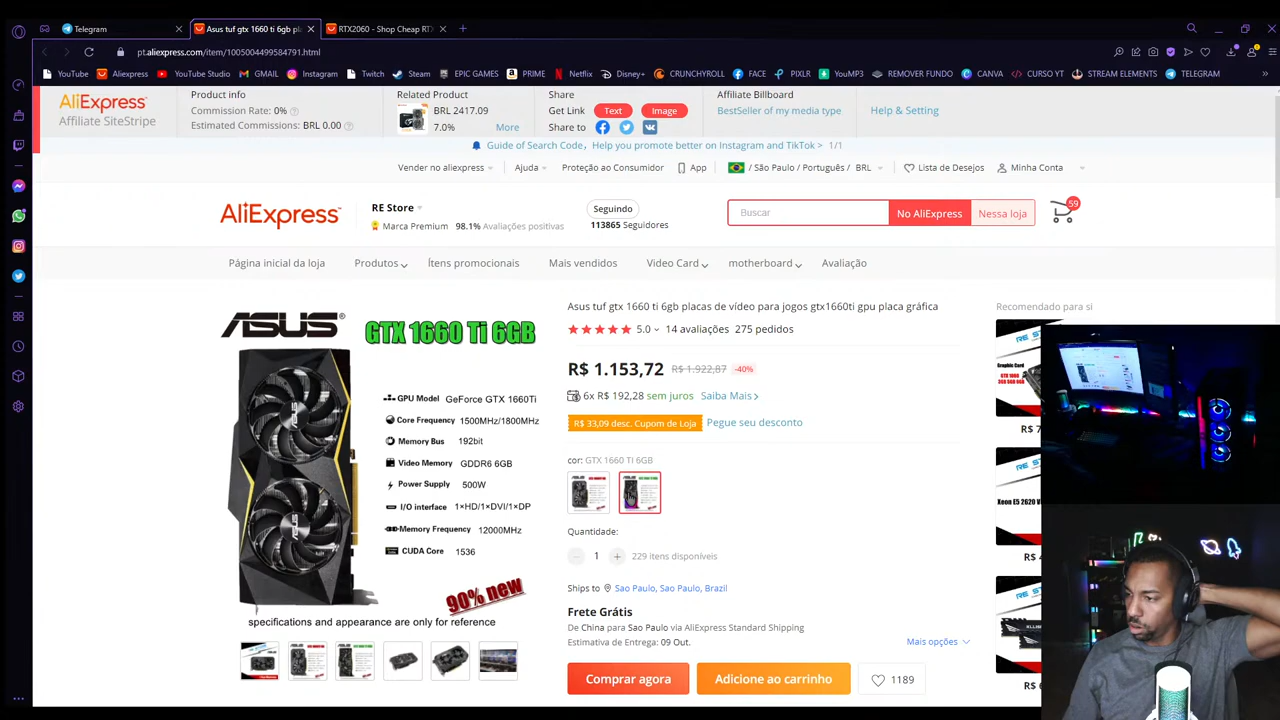 Telegram
Asus tuf gtx 1660 ti 6gb pl
RTX2060 - Shop Cheap RTX
pt.aliexpress.com/item/1005004499584791.html
YouTube
Aliexpress
YouTube Studio
GMAIL
Instagram
Twitch
Steam
EPIC GAMES
PRIME
Netflix
Disney+
CRUNCHYROLL
FACE
PIXLR
YouMP3
REMOVER FUNDO
CANVA
CURSO YT
STREAM ELEMENTS
TELEGRAM
AliExpress
Affiliate SiteStripe
Product info
Commission Rate: 0%
Estimated Commissions: BRL 0.00
Related Product
BRL 2417.09
7.0%
More
Share
Get Link
Text
Image
Share to
Affiliate Billboard
BestSeller of my media type
Help & Setting
Guide of Search Code，Help you promote better on Instagram and TikTok >
1/1
Vender no aliexpress
Ajuda
Proteção ao Consumidor
App
/ São Paulo / Português / BRL
Lista de Desejos
Minha Conta
AliExpress
RE Store
Marca Premium
98.1% Avaliações positivas
Seguindo
113865 Seguidores
Buscar
No AliExpress
Nessa loja
59
Página inicial da loja
Produtos
Ítens promocionais
Mais vendidos
Video Card
motherboard
Avaliação
ASUS
GTX 1660 Ti 6GB
GPU Model GeForce GTX 1660Ti
Core Frequency 1500MHz/1800MHz
Memory Bus 192bit
Video Memory GDDR6 6GB
Power Supply 500W
I/O interface 1×HD/1×DVI/1×DP
Memory Frequency 12000MHz
CUDA Core 1536
90% new
specifications and appearance are only for reference
Asus tuf gtx 1660 ti 6gb placas de vídeo para jogos gtx1660ti gpu placa gráfica
5.0
14 avaliações
275 pedidos
R$ 1.153,72
R$ 1.922,87
-40%
6x R$ 192,28 sem juros
Saiba Mais
R$ 33,09 desc. Cupom de Loja
Pegue seu desconto
cor: GTX 1660 TI 6GB
Quantidade:
1
229 itens disponíveis
Ships to
Sao Paulo, Sao Paulo, Brazil
Frete Grátis
De China para Sao Paulo via AliExpress Standard Shipping
Estimativa de Entrega: 09 Out.
Mais opções
Comprar agora
Adicione ao carrinho
1189
Recomendado para si
Graphic Card
R$ 7
Xeon E5 2620 V
R$ 4
R$ 6